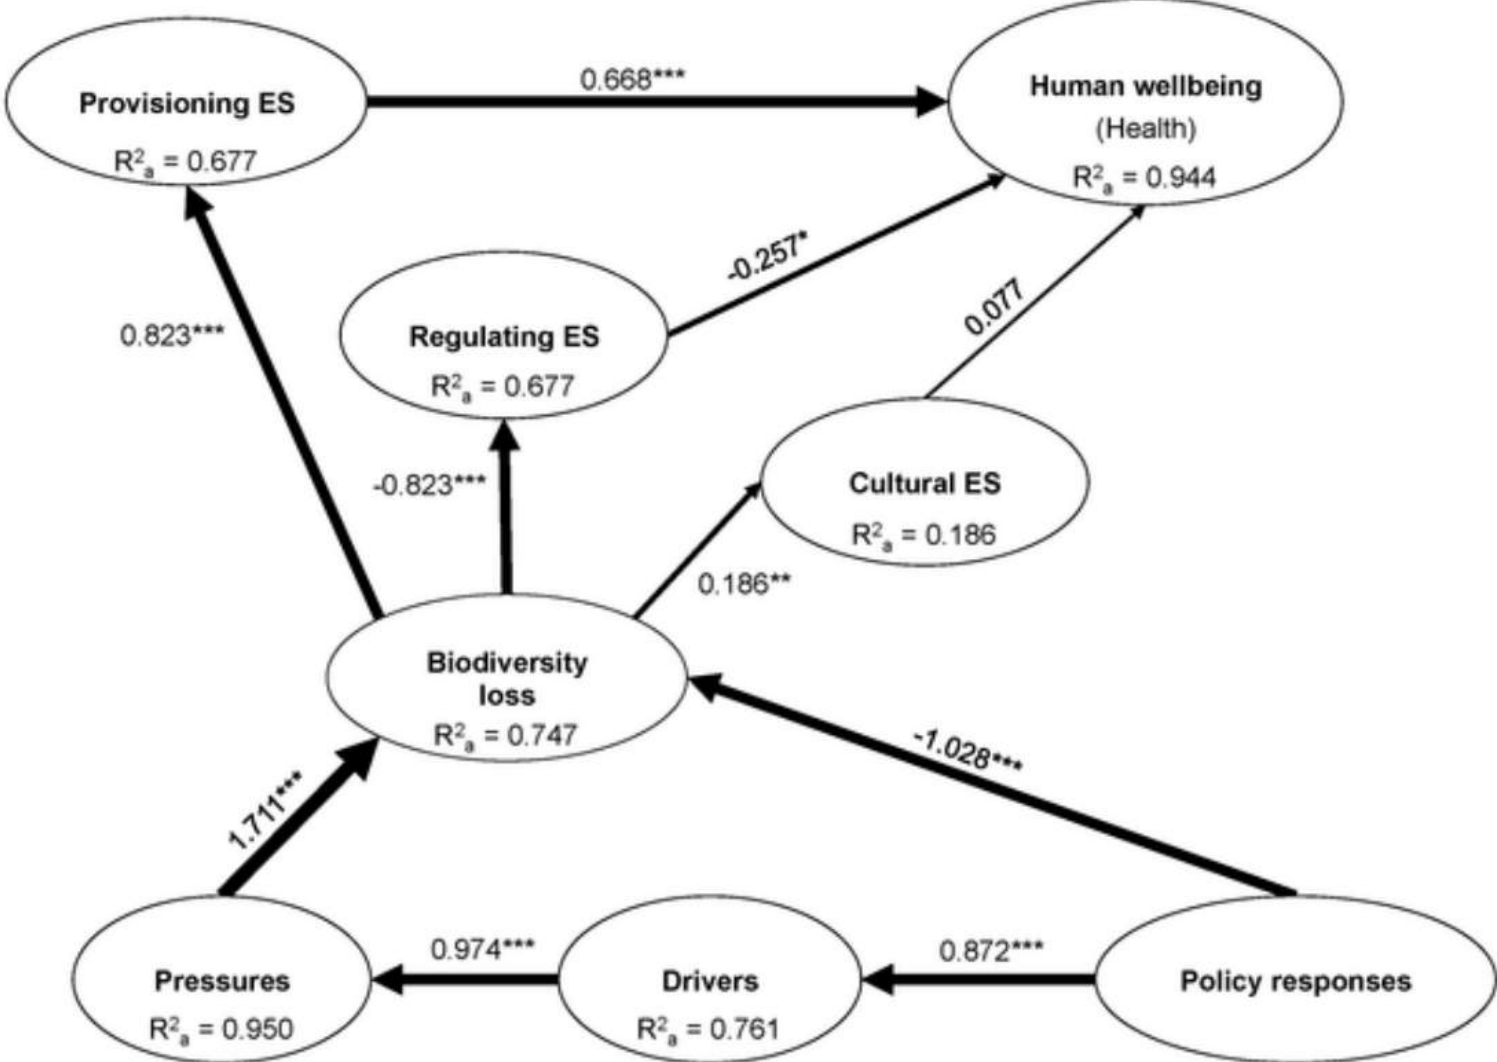 Provisioning ES
R²ₐ = 0.677
0.668***
Human wellbeing
(Health)
R²ₐ = 0.944
0.823***
Regulating ES
R²ₐ = 0.677
-0.257*
0.077
-0.823***
Cultural ES
R²ₐ = 0.186
0.186**
Biodiversity
loss
R²ₐ = 0.747
-1.028***
1.711***
Pressures
R²ₐ = 0.950
0.974***
Drivers
R²ₐ = 0.761
0.872***
Policy responses